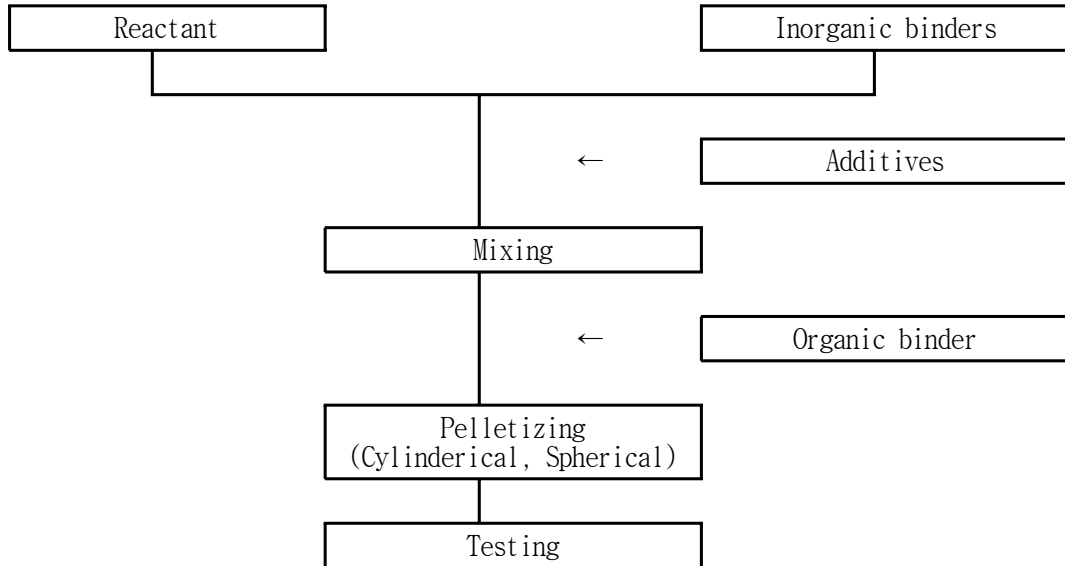 Reactant
Inorganic binders
←
Additives
Mixing
←
Organic binder
Pelletizing
(Cylinderical, Spherical)
Testing